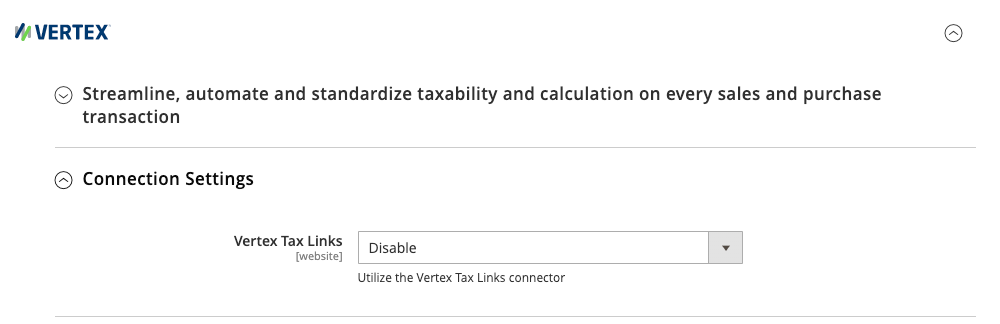 VERTEX
Streamline, automate and standardize taxability and calculation on every sales and purchase
transaction
Connection Settings
Vertex Tax Links
[website]
Disable
Utilize the Vertex Tax Links connector